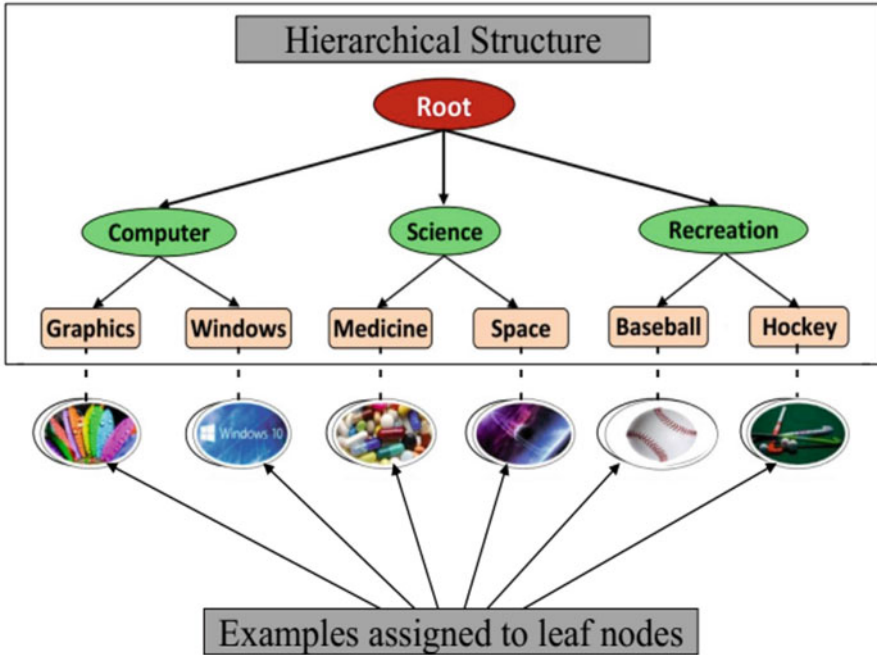 Hierarchical Structure
Root
Computer
Science
Recreation
Graphics
Windows
Medicine
Space
Baseball
Hockey
Windows 10
Examples assigned to leaf nodes